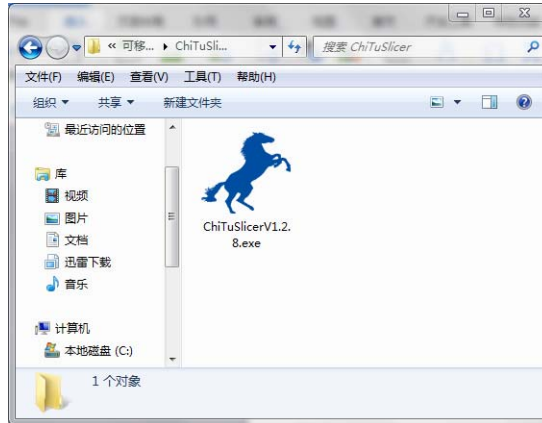 « 可移... ▸ ChiTuSli... 搜索 ChiTuSlicer
文件(F) 编辑(E) 查看(V) 工具(T) 帮助(H)
组织 共享 新建文件夹
最近访问的位置
库
视频
图片
文档
迅雷下载
音乐
计算机
本地磁盘 (C:)
ChiTuSlicerV1.2.
8.exe
1 个对象